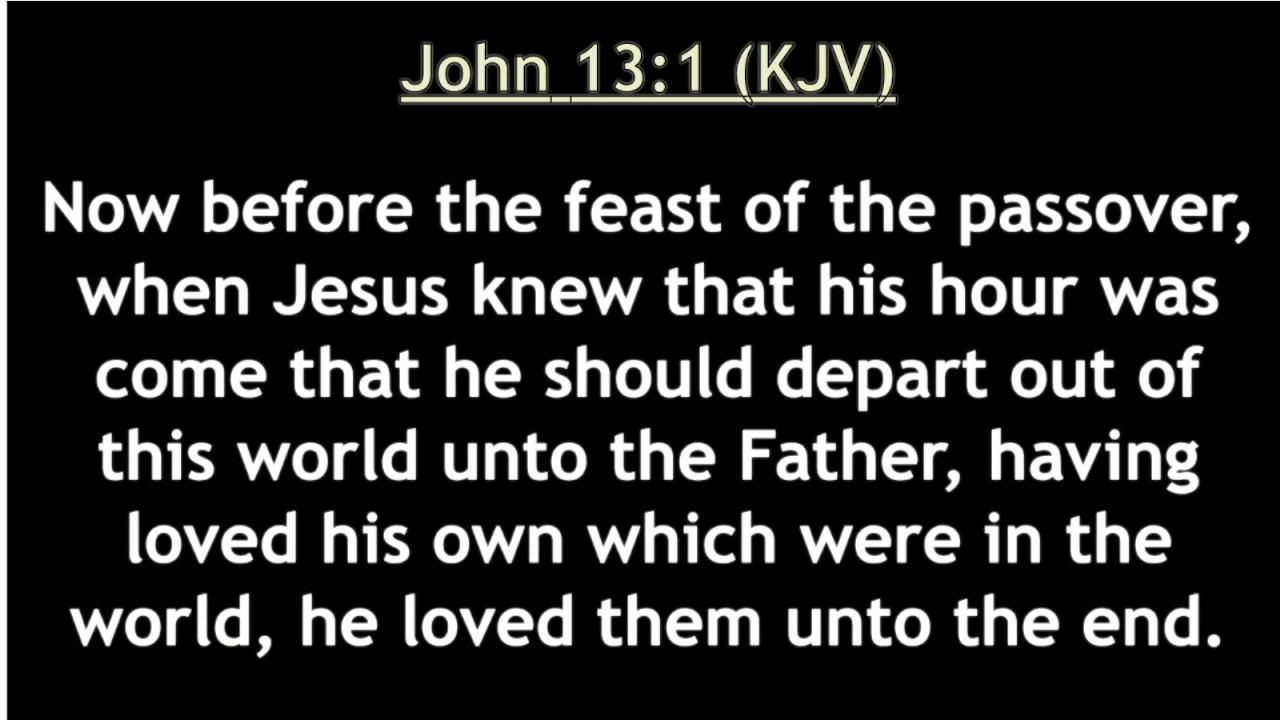 John 13:1 (KJV)
Now before the feast of the passover,
when Jesus knew that his hour was
come that he should depart out of
this world unto the Father, having
loved his own which were in the
world, he loved them unto the end.